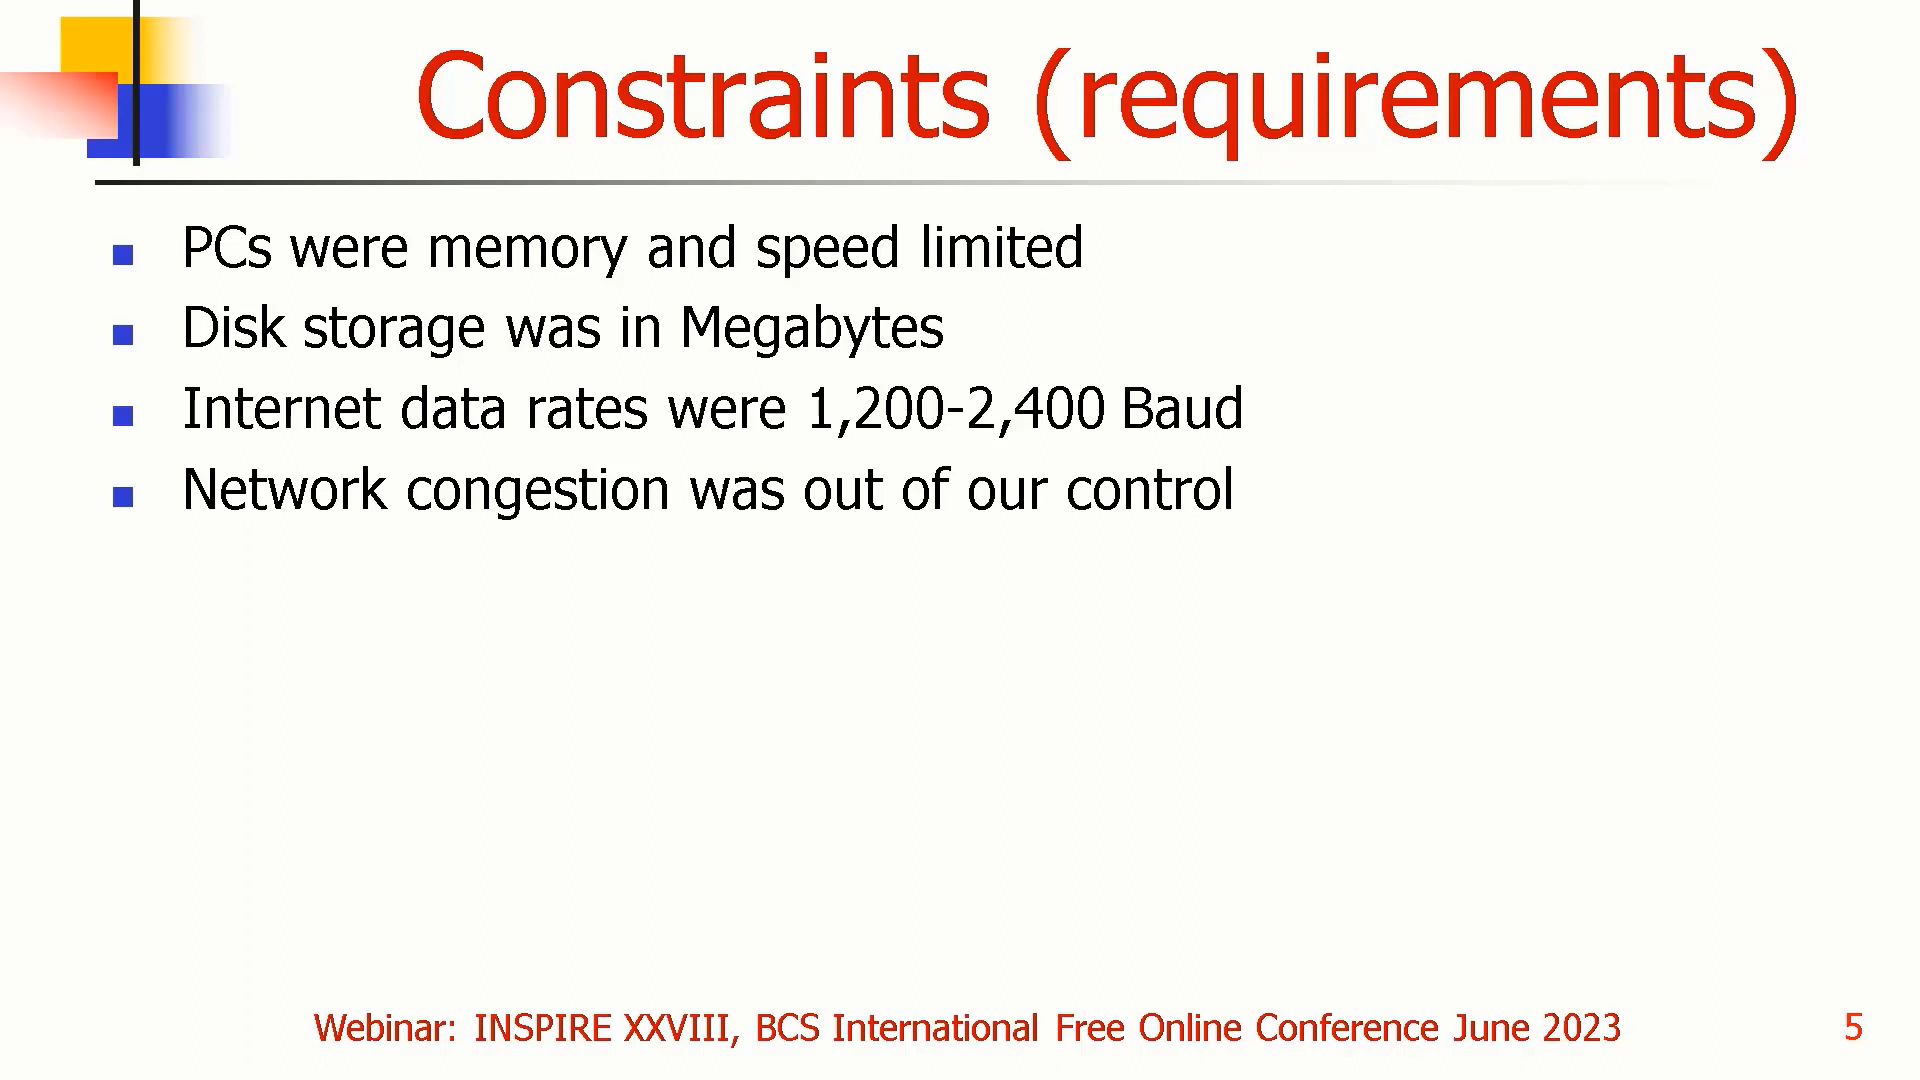 Constraints (requirements)
PCs were memory and speed limited
Disk storage was in Megabytes
Internet data rates were 1,200-2,400 Baud
Network congestion was out of our control
Webinar: INSPIRE XXVIII, BCS International Free Online Conference June 2023
5